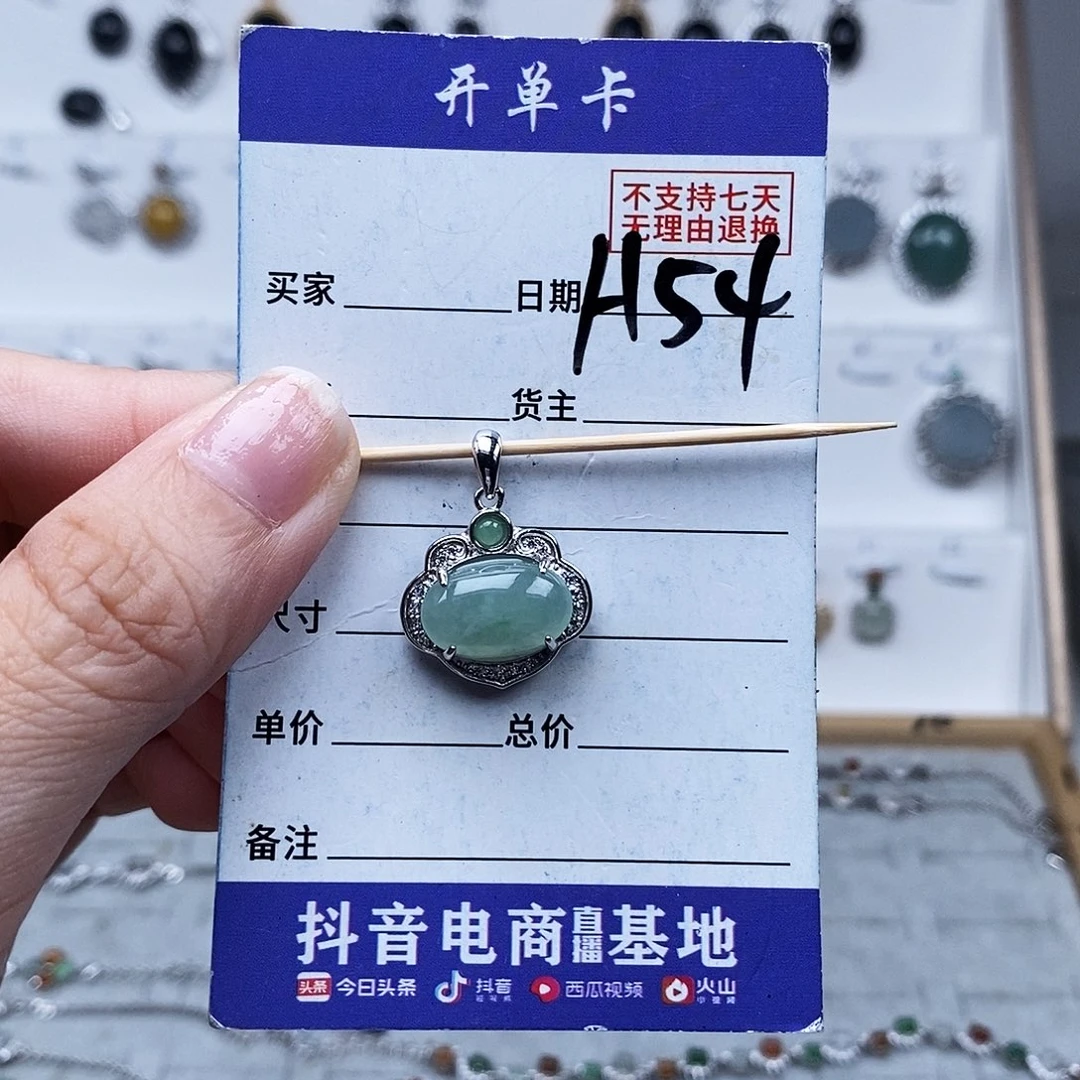 开单卡
不支持七天
无理由退换
买家 日期 H54
货主
尺寸
单价 总价
备注
抖音电商直播基地
头条 今日头条 抖音 西瓜视频 火山